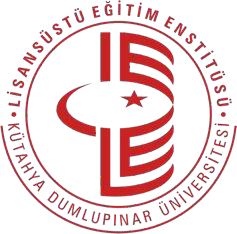 LİSANSÜSTÜ EĞİTİM ENSTİTÜSÜ
KÜTAHYA DUMLUPINAR ÜNİVERSİTESİ